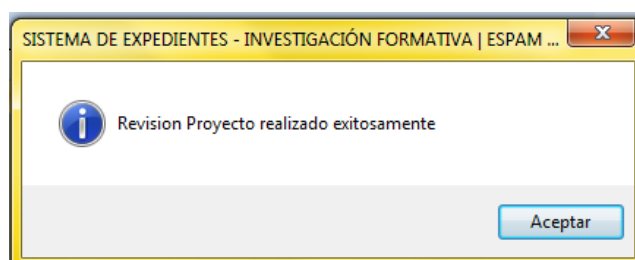 SISTEMA DE EXPEDIENTES - INVESTIGACIÓN FORMATIVA | ESPAM ...
Revision Proyecto realizado exitosamente
Aceptar